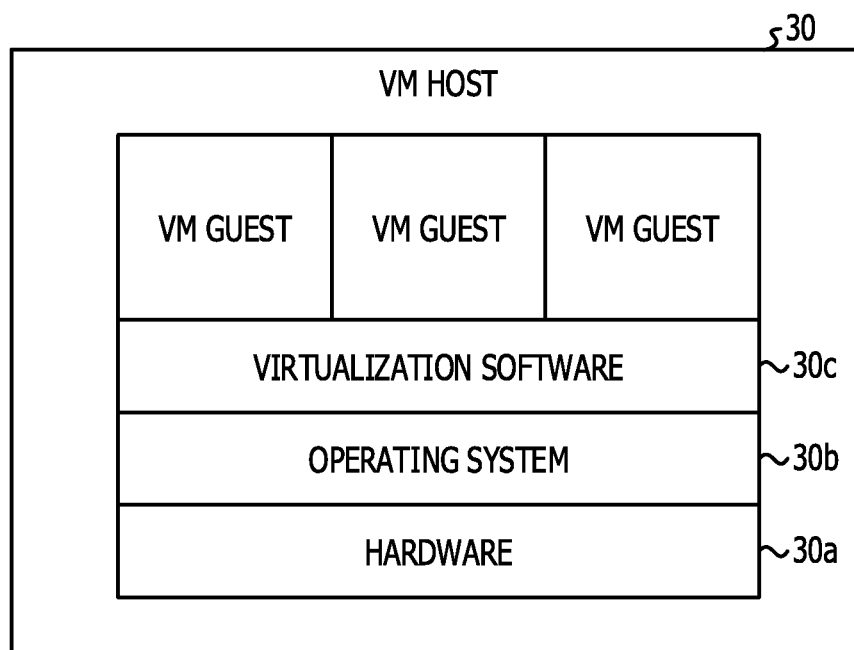 30
VM HOST
VM GUEST VM GUEST VM GUEST
VIRTUALIZATION SOFTWARE 30c
OPERATING SYSTEM 30b
HARDWARE 30a